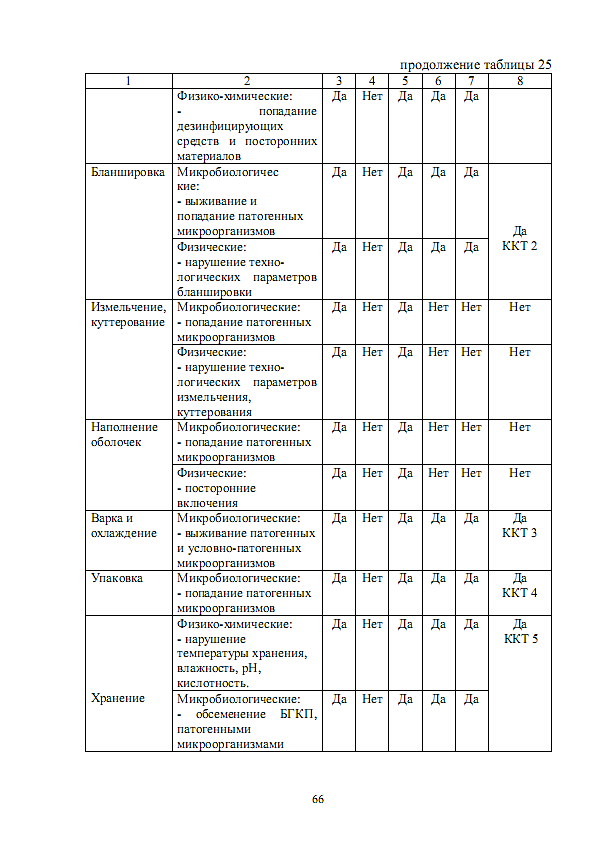 продолжение таблицы 25
1 2 3 4 5 6 7 8
Физико-химические: Да Нет Да Да Да
- попадание
дезинфицирующих
средств и посторонних
материалов
Бланшировка Микробиологичес Да Нет Да Да Да
кие:
- выживание и
попадание патогенных
микроорганизмов Да
Физические: Да Нет Да Да Да ККТ 2
- нарушение техно-
логических параметров
бланшировки
Измельчение, Микробиологические: Да Нет Да Нет Нет Нет
куттерование - попадание патогенных
микроорганизмов
Физические: Да Нет Да Нет Нет Нет
- нарушение техно-
логических параметров
измельчения,
куттерования
Наполнение Микробиологические: Да Нет Да Нет Нет Нет
оболочек - попадание патогенных
микроорганизмов
Физические: Да Нет Да Нет Нет Нет
- посторонние
включения
Варка и Микробиологические: Да Нет Да Да Да Да
охлаждение - выживание патогенных ККТ 3
и условно-патогенных
микроорганизмов
Упаковка Микробиологические: Да Нет Да Да Да Да
- попадание патогенных ККТ 4
микроорганизмов
Физико-химические: Да Нет Да Да Да Да
- нарушение ККТ 5
температуры хранения,
влажность, рН,
кислотность.
Хранение Микробиологические: Да Нет Да Да Да
- обсеменение БГКП,
патогенными
микроорганизмами
66